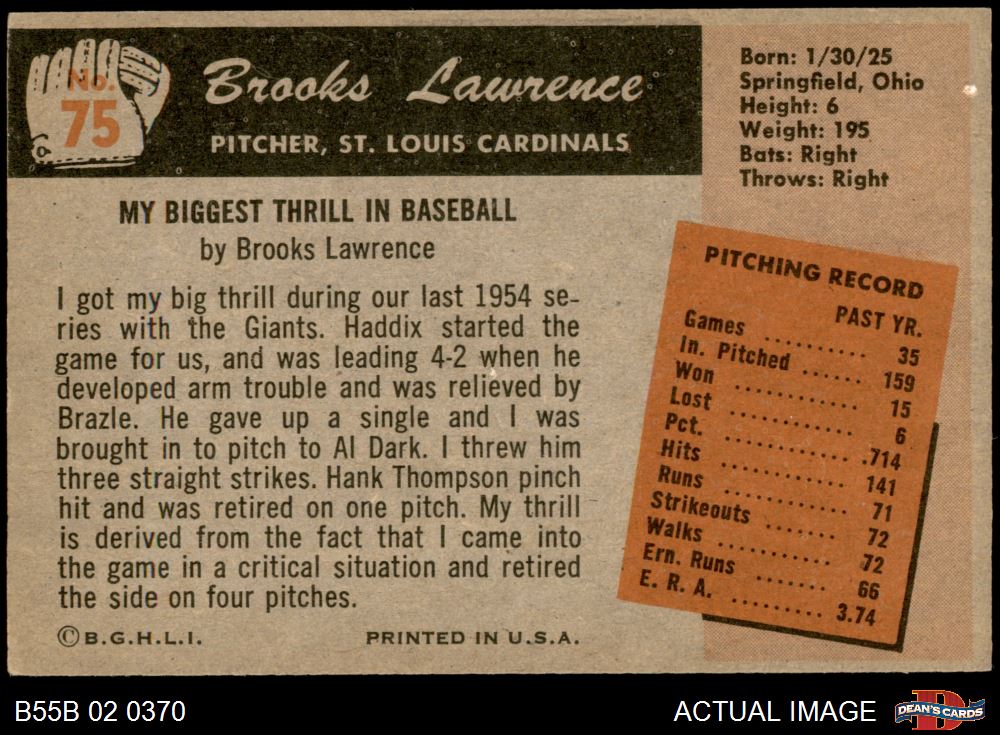 No.
75
Brooks Lawrence
PITCHER, ST. LOUIS CARDINALS
MY BIGGEST THRILL IN BASEBALL
by Brooks Lawrence
I got my big thrill during our last 1954 se-
ries with the Giants. Haddix started the
game for us, and was leading 4-2 when he
developed arm trouble and was relieved by
Brazle. He gave up a single and I was
brought in to pitch to Al Dark. I threw him
three straight strikes. Hank Thompson pinch
hit and was retired on one pitch. My thrill
is derived from the fact that I came into
the game in a critical situation and retired
the side on four pitches.
©B.G.H.L.I. PRINTED IN U.S.A.
Born: 1/30/25
Springfield, Ohio
Height: 6
Weight: 195
Bats: Right
Throws: Right
PITCHING RECORD
PAST YR.
Games .......... 35
In. Pitched ...... 159
Won ........... 15
Lost ........... 6
Pct. ........... .714
Hits ........... 141
Runs ........... 71
Strikeouts ...... 72
Walks .......... 72
Ern. Runs ....... 66
E. R. A. ......... 3.74
B55B 02 0370
ACTUAL IMAGE
DEAN'S CARDS